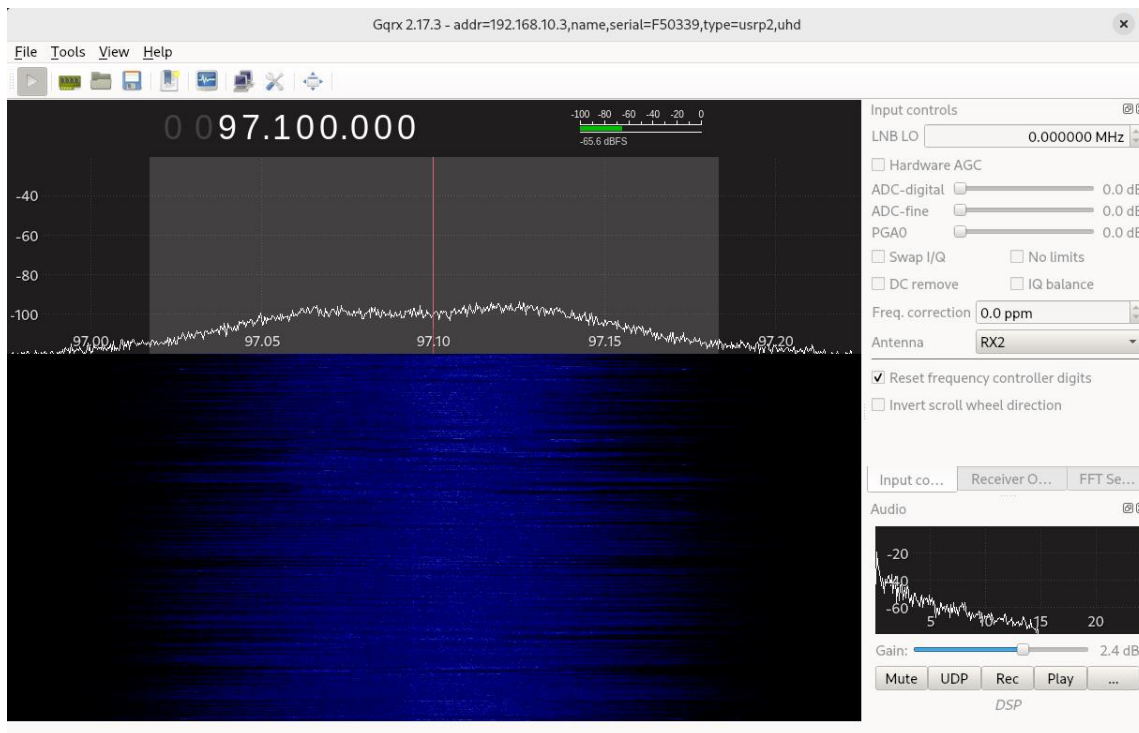 Gqrx 2.17.3 - addr=192.168.10.3,name,serial=F50339,type=usrp2,uhd
File Tools View Help
0 097.100.000
-100 -80 -60 -40 -20 0
-65.6 dBFS
-40
-60
-80
-100
97.00 97.05 97.10 97.15 97.20
Input controls
LNB LO 0.000000 MHz
Hardware AGC
ADC-digital 0.0 dB
ADC-fine 0.0 dB
PGA0 0.0 dB
Swap I/Q No limits
DC remove IQ balance
Freq. correction 0.0 ppm
Antenna RX2
Reset frequency controller digits
Invert scroll wheel direction
Input co... Receiver O... FFT Se...
Audio
-20
-40
-60
5 10 15 20
Gain: 2.4 dB
Mute UDP Rec Play ...
DSP